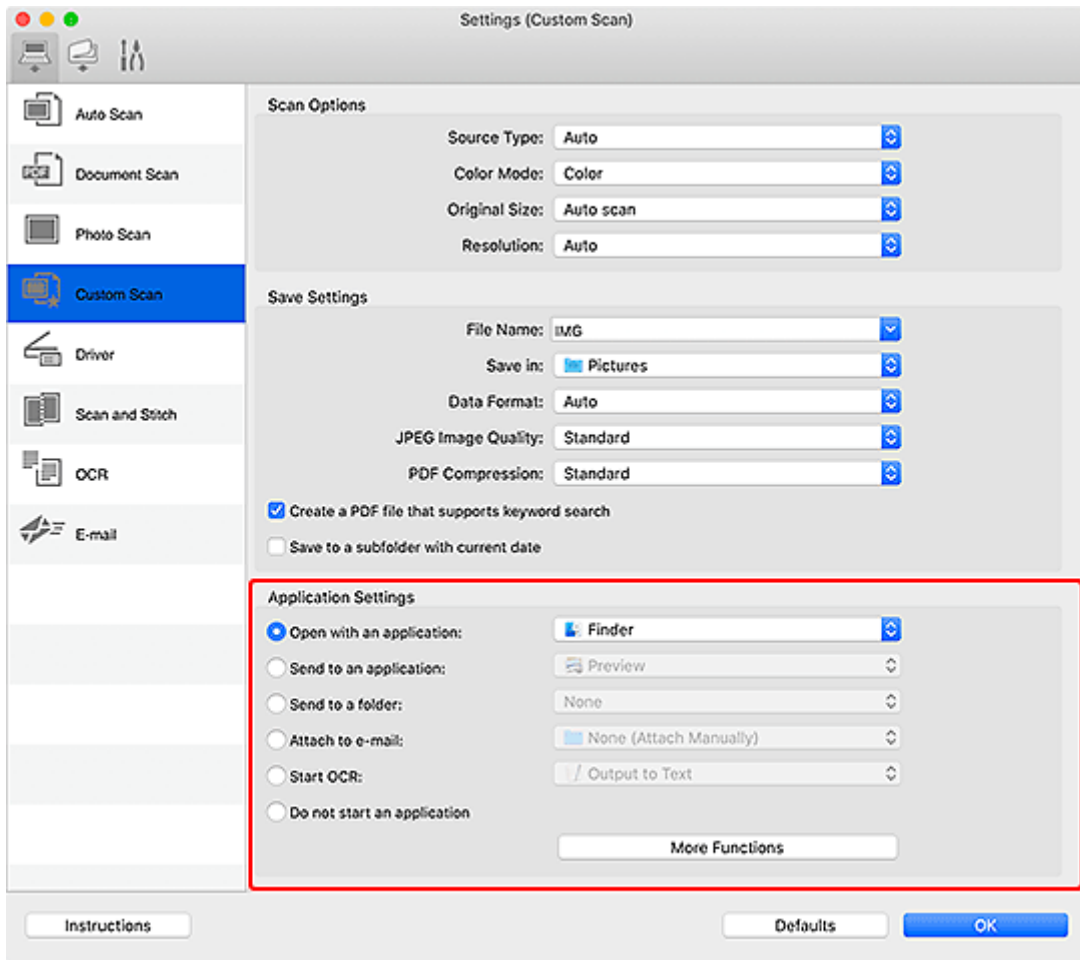 Settings (Custom Scan)
Auto Scan
PDF
Document Scan
Photo Scan
Custom Scan
Driver
Scan and Stitch
OCR
E-mail
Scan Options
Source Type: Auto
Color Mode: Color
Original Size: Auto scan
Resolution: Auto
Save Settings
File Name: IMG
Save in: Pictures
Data Format: Auto
JPEG Image Quality: Standard
PDF Compression: Standard
Create a PDF file that supports keyword search
Save to a subfolder with current date
Application Settings
Open with an application: Finder
Send to an application: Preview
Send to a folder: None
Attach to e-mail: None (Attach Manually)
Start OCR: Output to Text
Do not start an application
More Functions
Instructions
Defaults
OK